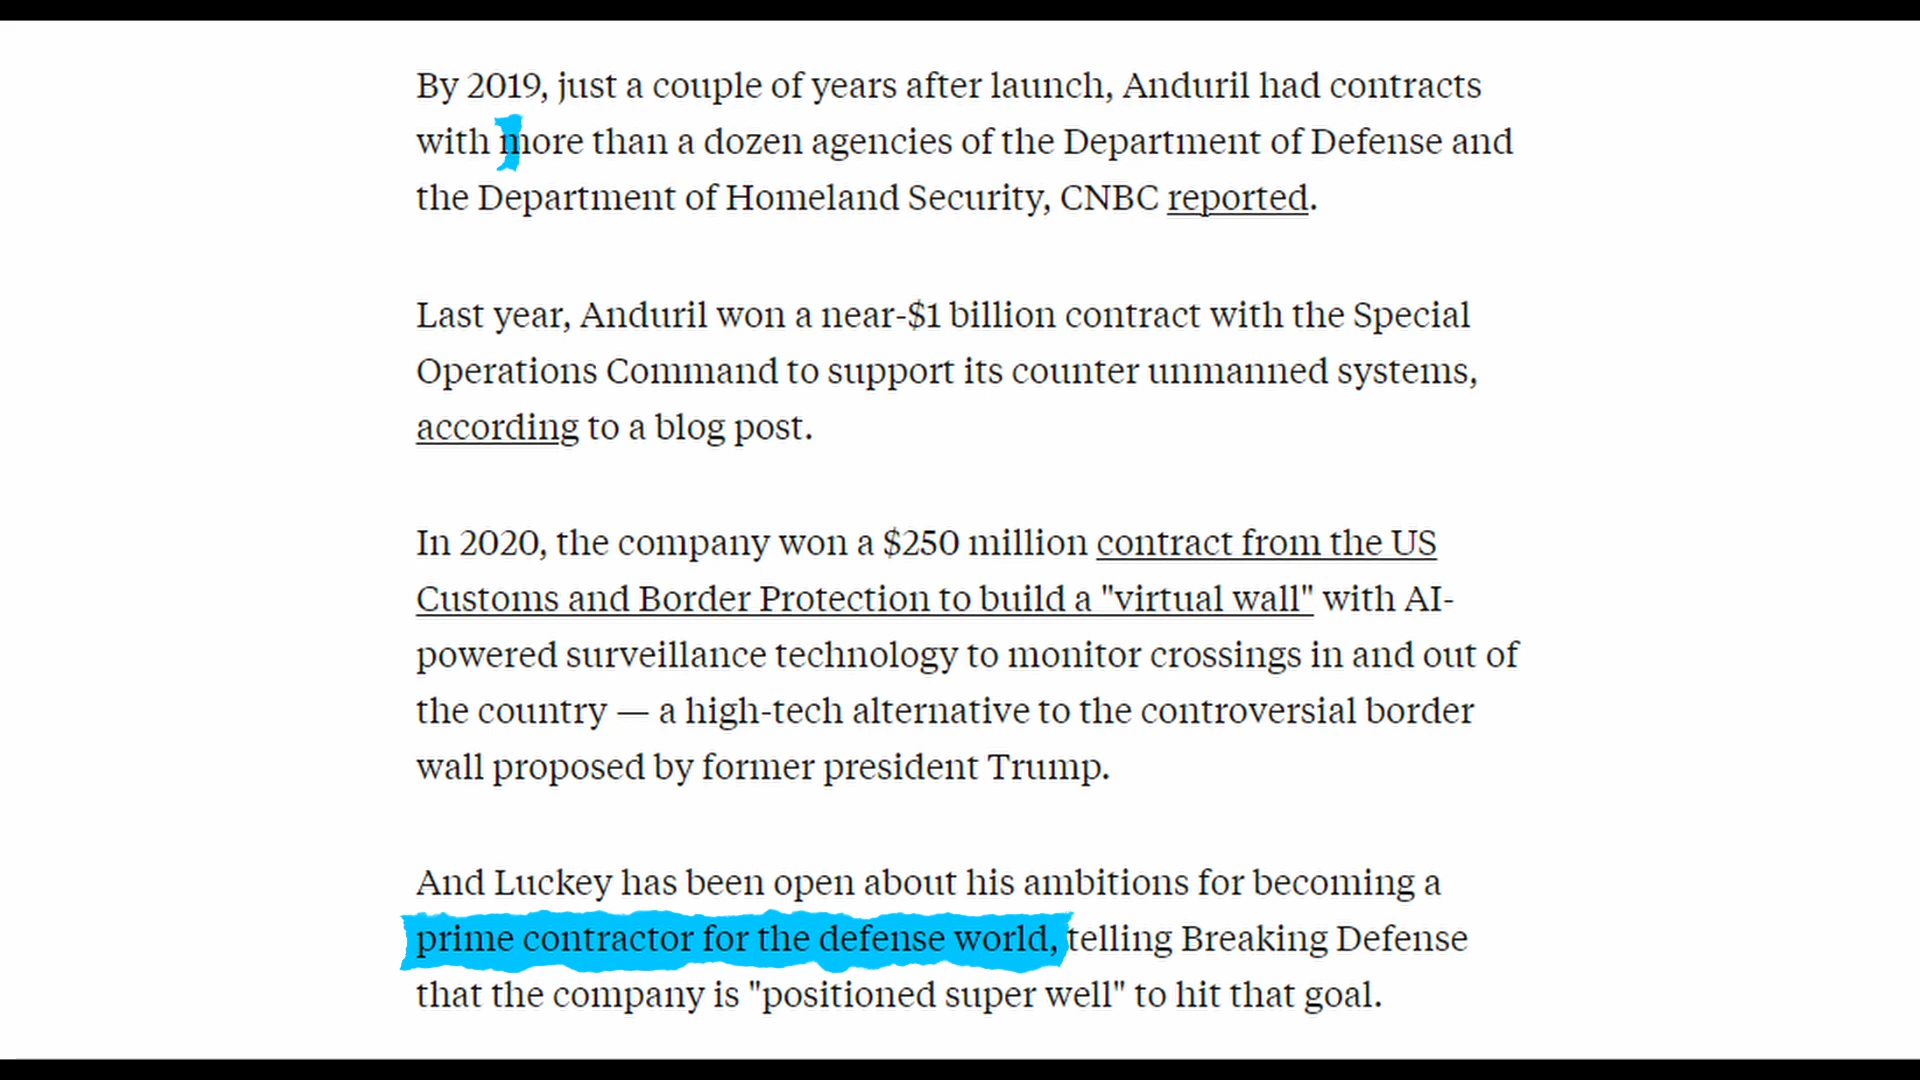 By 2019, just a couple of years after launch, Anduril had contracts
with more than a dozen agencies of the Department of Defense and
the Department of Homeland Security, CNBC reported.
Last year, Anduril won a near-$1 billion contract with the Special
Operations Command to support its counter unmanned systems,
according to a blog post.
In 2020, the company won a $250 million contract from the US
Customs and Border Protection to build a "virtual wall" with AI-
powered surveillance technology to monitor crossings in and out of
the country — a high-tech alternative to the controversial border
wall proposed by former president Trump.
And Luckey has been open about his ambitions for becoming a
prime contractor for the defense world, telling Breaking Defense
that the company is "positioned super well" to hit that goal.